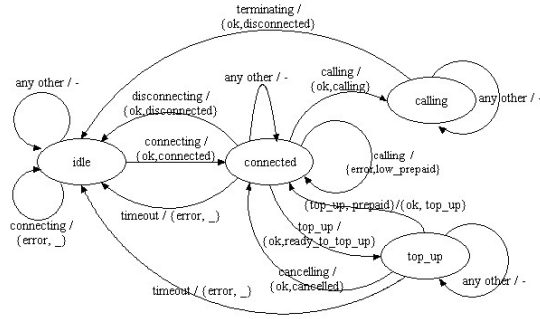 terminating /
{ok,disconnected}
any other / -
any other / -
calling /
{ok,calling}
calling
any other / -
disconnecting /
{ok,disconnected}
connecting /
{ok,connected}
idle
connected
calling /
{error,low_prepaid}
connecting /
{error, _}
timeout / {error, _}
{top_up, prepaid}/{ok, top_up}
top_up /
{ok,ready_to_top_up}
top_up
cancelling /
{ok,cancelled}
any other / -
timeout / {error, _}